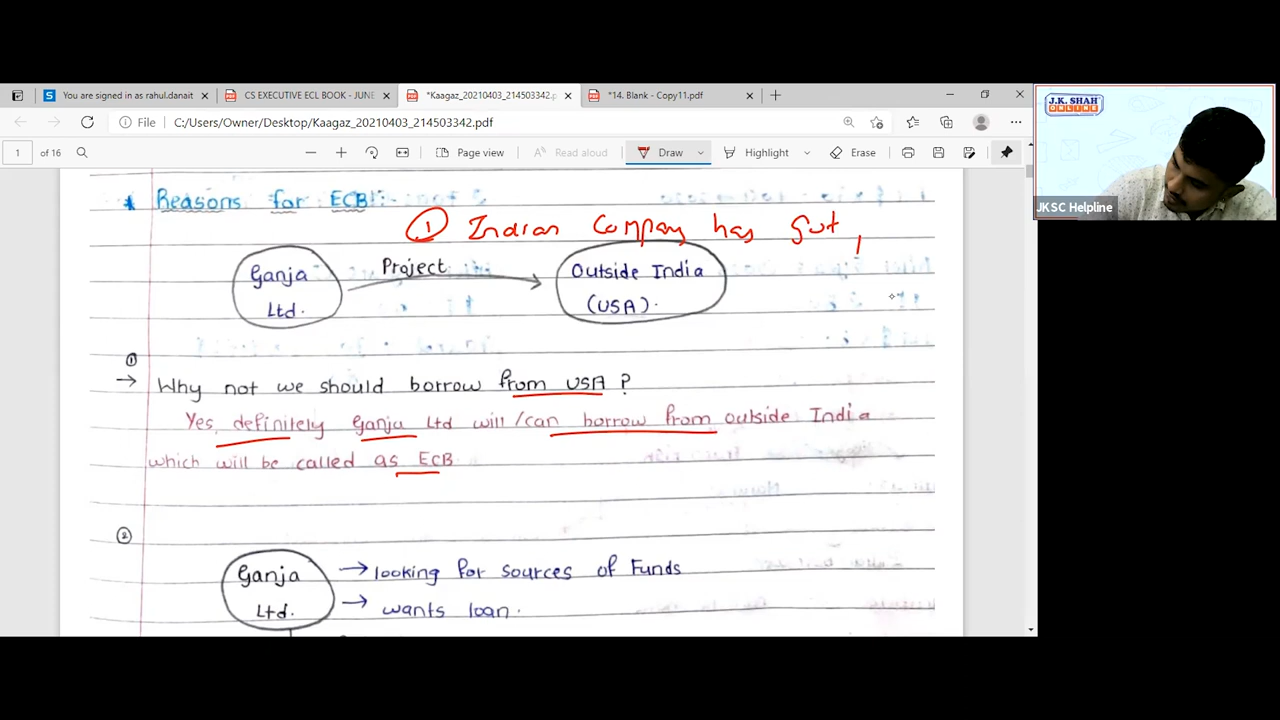 You are signed in as rahul.danait
CS EXECUTIVE ECL BOOK - JUNE
*Kaagaz_20210403_214503342.p
*14. Blank - Copy11.pdf
File
C:/Users/Owner/Desktop/Kaagaz_20210403_214503342.pdf
1 of 16
Page view
Read aloud
Draw
Highlight
Erase
J.K. SHAH
ONLINE
JKSC Helpline
* Reasons for ECB:
① Indian Company has got
Ganja Ltd.
Project
Outside India (USA).
①
→ Why not we should borrow from USA?
Yes, definitely Ganja Ltd will/can borrow from outside India
which will be called as ECB.
②
Ganja Ltd.
→ looking for sources of Funds
→ wants loan.